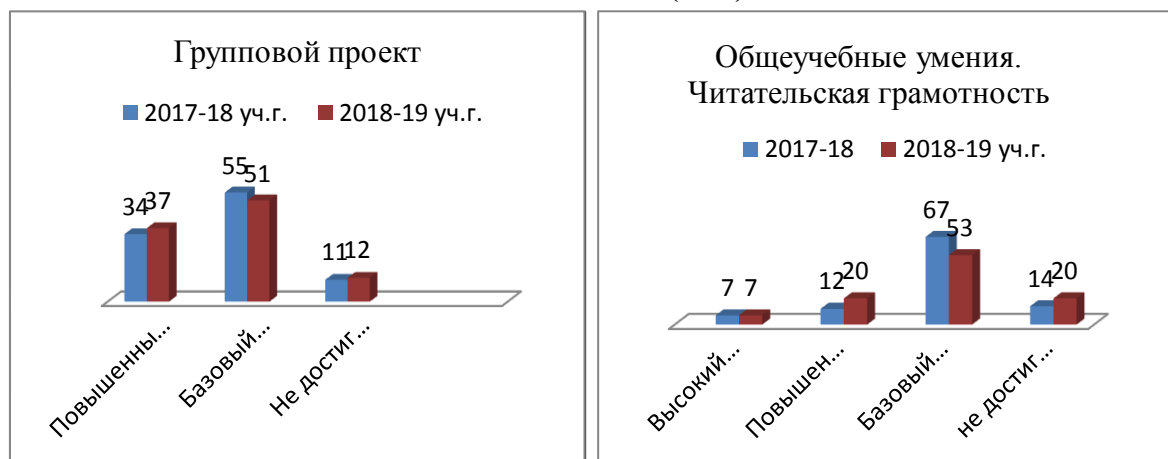 Групповой проект
2017-18 уч.г. 2018-19 уч.г.
34 37 55 51 11 12
Повышенны...
Базовый...
Не достиг...
Общеучебные умения.
Читательская грамотность
2017-18 2018-19 уч.г.
7 7 12 20 67 53 14 20
Высокий...
Повышен...
Базовый...
не достиг...